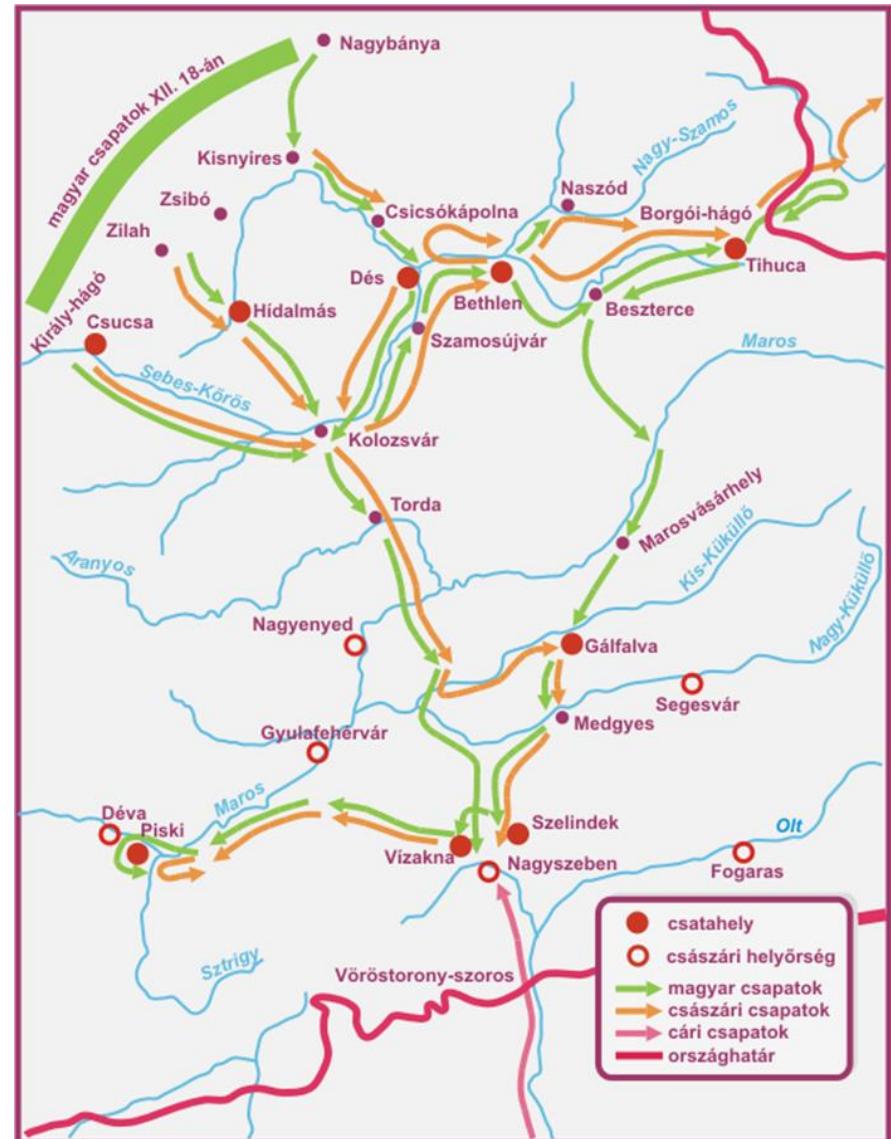 Nagybánya
magyar csapatok XII. 18-án
Kisnyires
Nagy-Szamos
Zsibó
Naszód
Csicsókápolna
Borgói-hágó
Zilah
Tihuca
Dés
Bethlen
Hídalmás
Beszterce
Király-hágó
Csucsa
Szamosújvár
Maros
Sebes-Körös
Kolozsvár
Torda
Marosvásárhely
Aranyos
Kis-Küküllő
Nagy-Küküllő
Nagyenyed
Gálfalva
Segesvár
Medgyes
Gyulafehérvár
Maros
Déva
Piski
Szelindek
Olt
Vízakna
Nagyszeben
Fogaras
Sztrigy
Vöröstorony-szoros
csatahely
császári helyőrség
magyar csapatok
császári csapatok
cári csapatok
országhatár